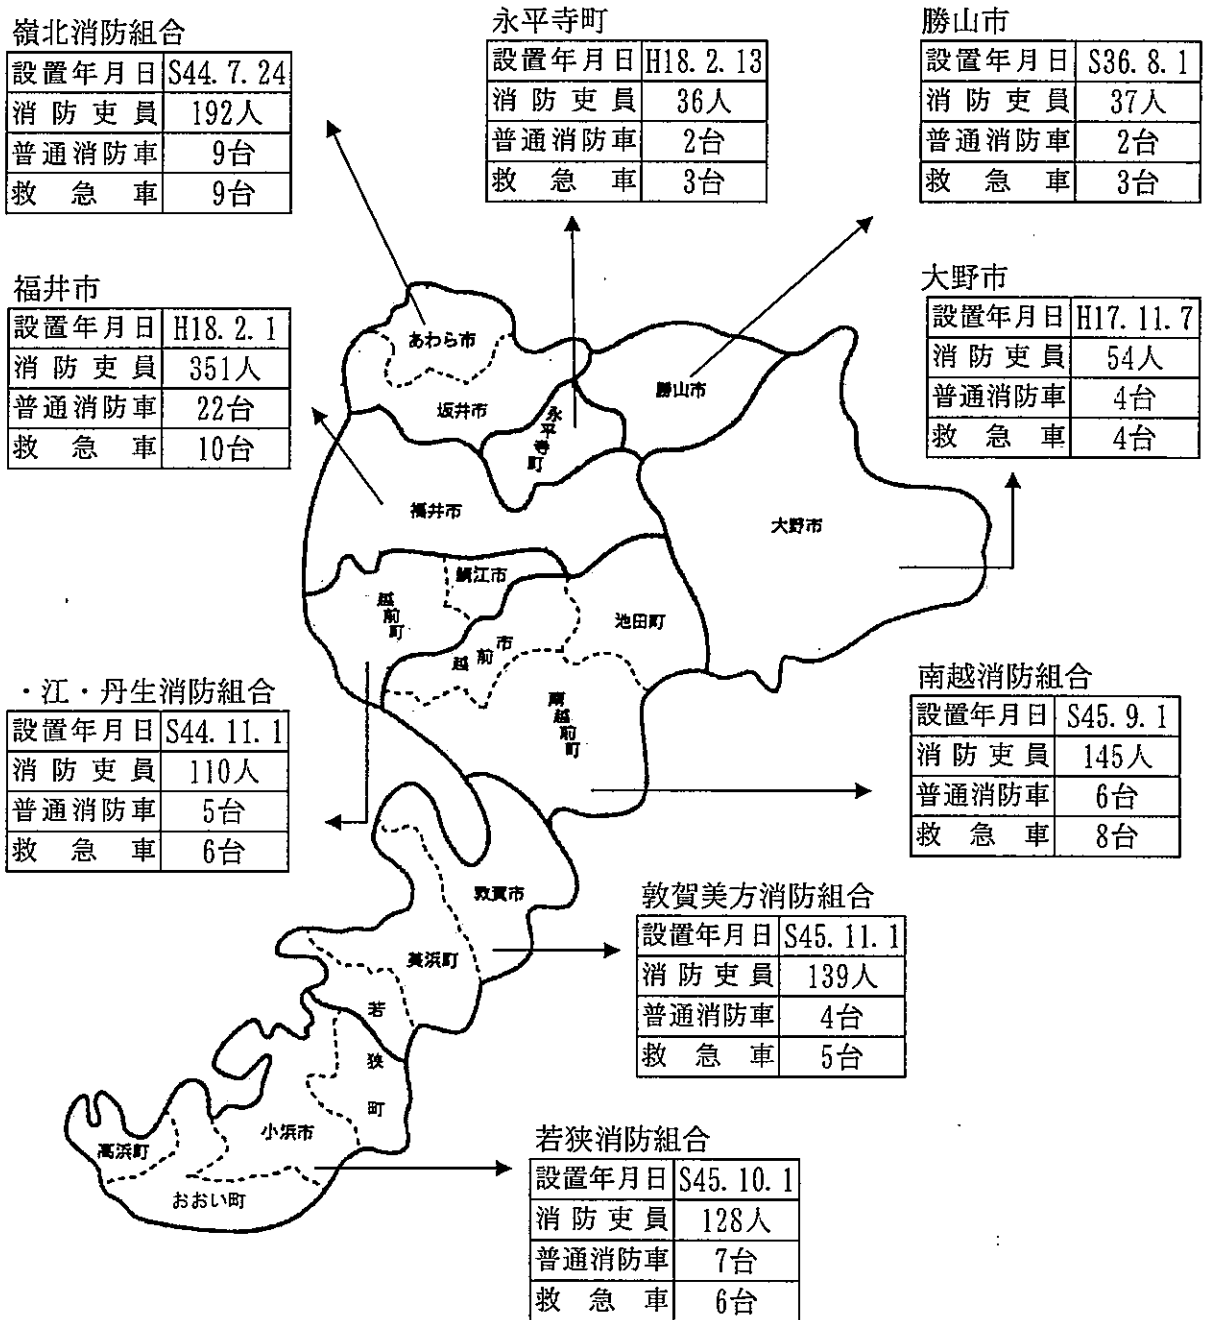 嶺北消防組合
設置年月日 S44. 7. 24
消防吏員 192人
普通消防車 9台
救急車 9台
永平寺町
設置年月日 H18. 2. 13
消防吏員 36人
普通消防車 2台
救急車 3台
勝山市
設置年月日 S36. 8. 1
消防吏員 37人
普通消防車 2台
救急車 3台
福井市
設置年月日 H18. 2. 1
消防吏員 351人
普通消防車 22台
救急車 10台
大野市
設置年月日 H17. 11. 7
消防吏員 54人
普通消防車 4台
救急車 4台
あわら市
坂井市
永平寺町
勝山市
福井市
大野市
鯖江市
越前町
越前市
池田町
南越前町
・江・丹生消防組合
設置年月日 S44. 11. 1
消防吏員 110人
普通消防車 5台
救急車 6台
南越消防組合
設置年月日 S45. 9. 1
消防吏員 145人
普通消防車 6台
救急車 8台
敦賀市
美浜町
若狭町
小浜市
高浜町
おおい町
敦賀美方消防組合
設置年月日 S45. 11. 1
消防吏員 139人
普通消防車 4台
救急車 5台
若狭消防組合
設置年月日 S45. 10. 1
消防吏員 128人
普通消防車 7台
救急車 6台